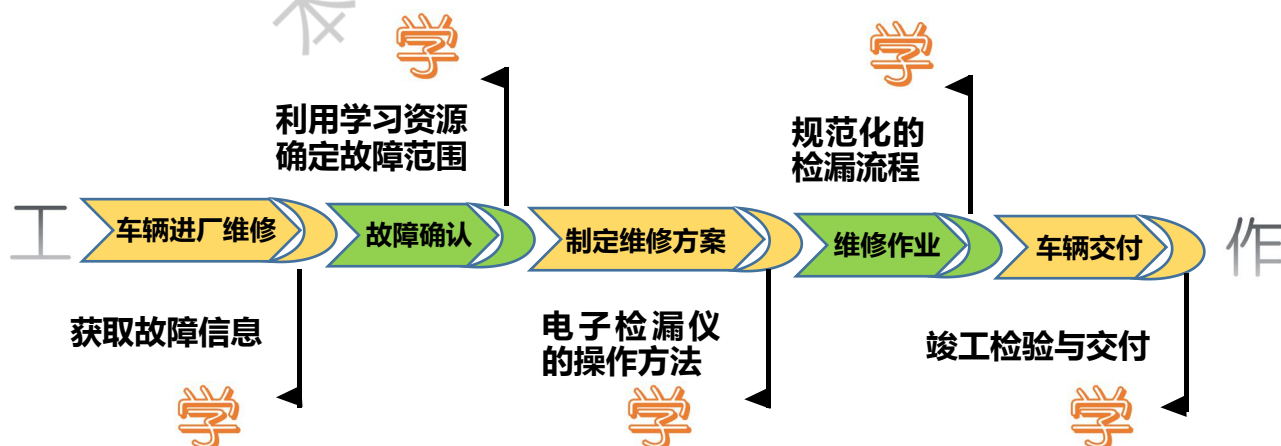 学
学
利用学习资源
确定故障范围
规范化的
检漏流程
工
车辆进厂维修
故障确认
制定维修方案
维修作业
车辆交付
作
获取故障信息
电子检漏仪
的操作方法
竣工检验与交付
学
学
学